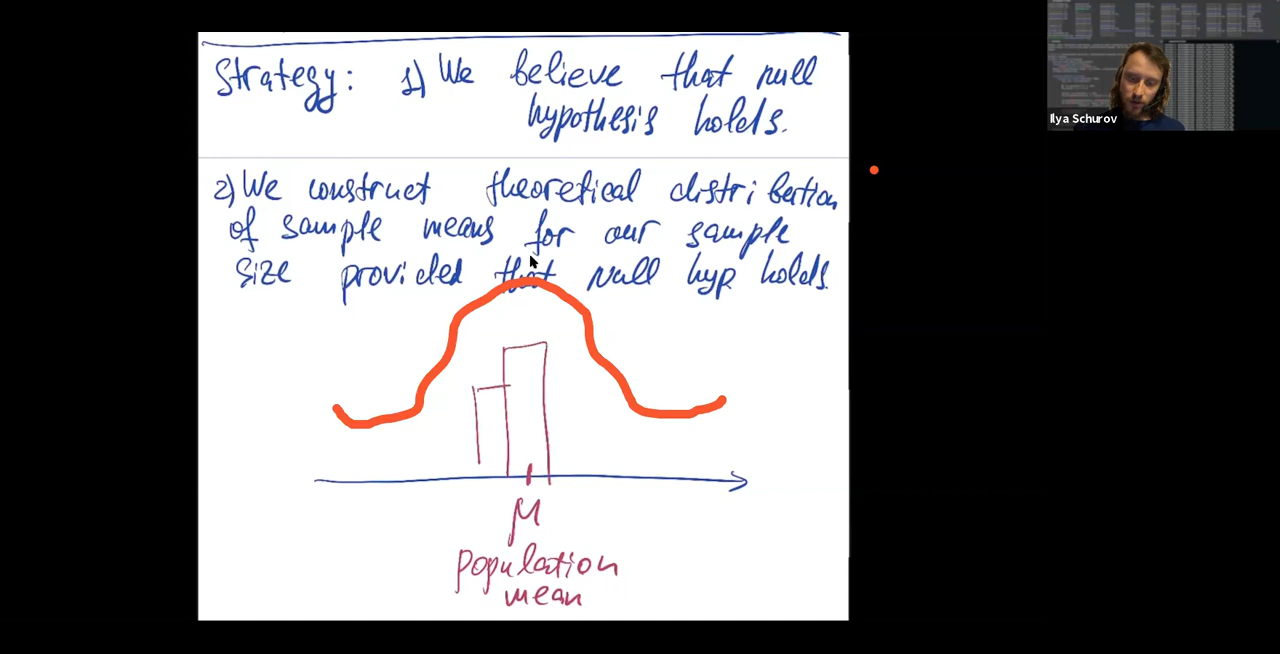 Strategy: 1) We believe that null
hypothesis holds.
2) We construct theoretical distribution
of sample means for our sample
size provided that null hyp holds.
μ
population
mean
Ilya Schurov